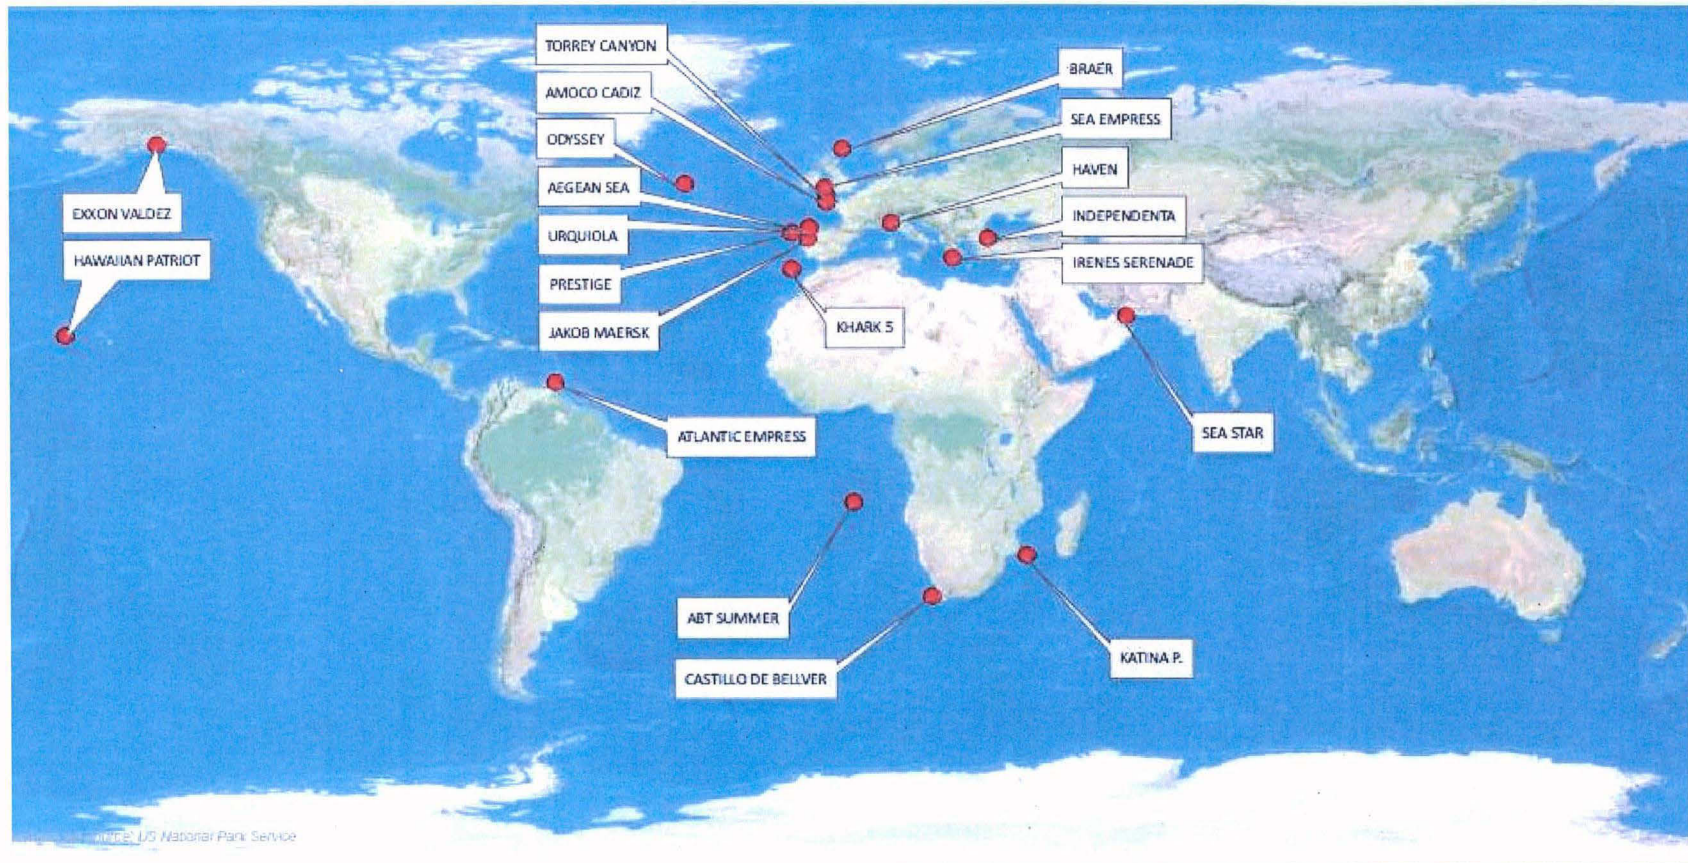 TORREY CANYON
BRAER
AMOCO CADIZ
SEA EMPRESS
ODYSSEY
HAVEN
AEGEAN SEA
EXXON VALDEZ
INDEPENDENTA
URQUIOLA
HAWAIIAN PATRIOT
IRENES SERENADE
PRESTIGE
JAKOB MAERSK
KHARK 5
ATLANTIC EMPRESS
SEA STAR
ABT SUMMER
KATINA P.
CASTILLO DE BELLVER
Source: US National Park Service